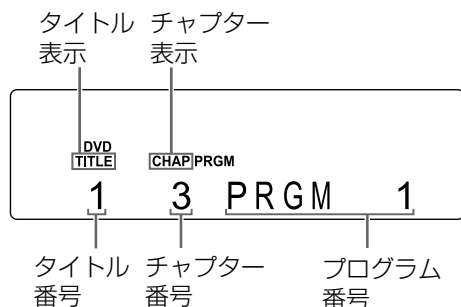 タイトル チャプター
表示 表示
DVD
TITLE CHAP PRGM
1 3 PRGM 1
タイトル チャプター プログラム
番号 番号 番号